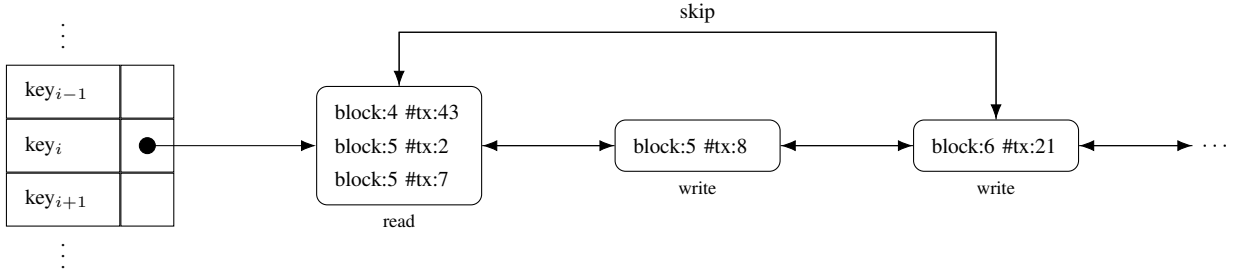 skip
key_{i−1}
key_i
key_{i+1}
block:4 #tx:43
block:5 #tx:2
block:5 #tx:7
read
block:5 #tx:8
write
block:6 #tx:21
write
⋯